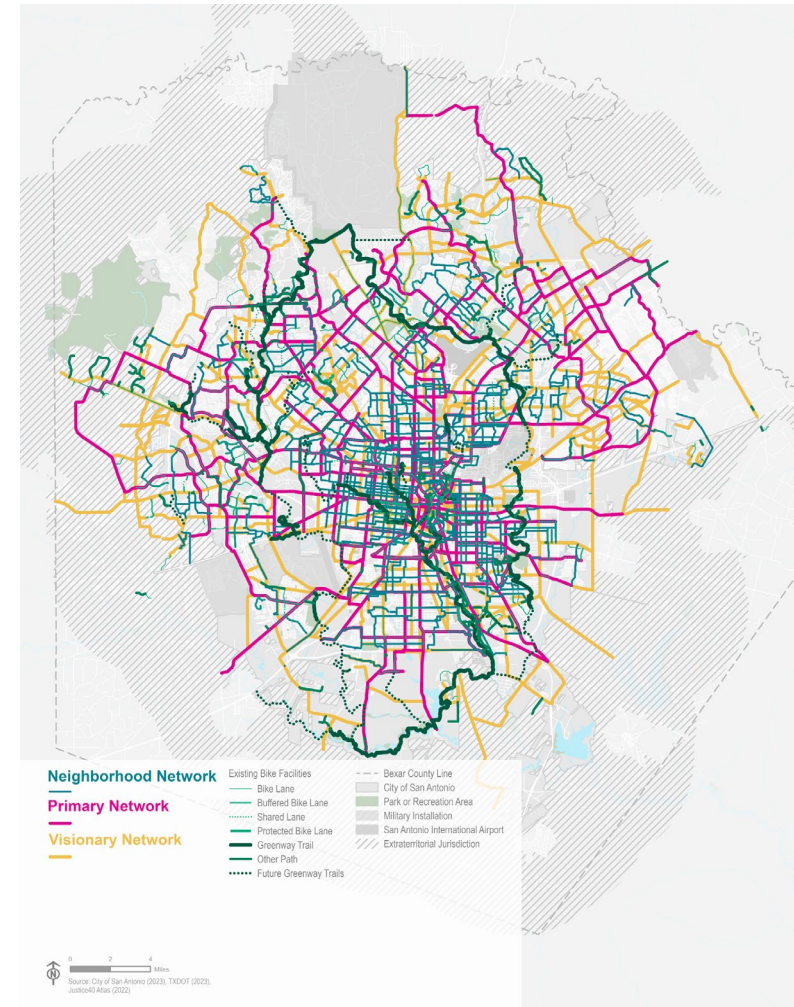 Neighborhood Network
Primary Network
Visionary Network
Existing Bike Facilities
Bike Lane
Buffered Bike Lane
Shared Lane
Protected Bike Lane
Greenway Trail
Other Path
Future Greenway Trails
Bexar County Line
City of San Antonio
Park or Recreation Area
Military Installation
San Antonio International Airport
Extraterritorial Jurisdiction
N
0 2 4
Miles
Source: City of San Antonio (2023), TXDOT (2023),
Justice40 Atlas (2022)